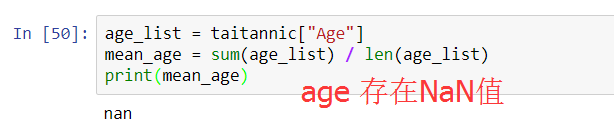 In [50]: age_list = taitannic["Age"]
mean_age = sum(age_list) / len(age_list)
print(mean_age)
age 存在NaN值
nan